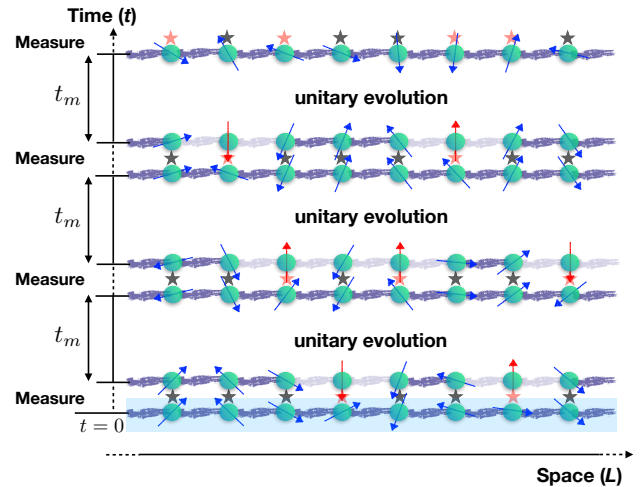 Time (t)
Measure
t_m
unitary evolution
Measure
t_m
unitary evolution
Measure
t_m
unitary evolution
Measure
t = 0
Space (L)